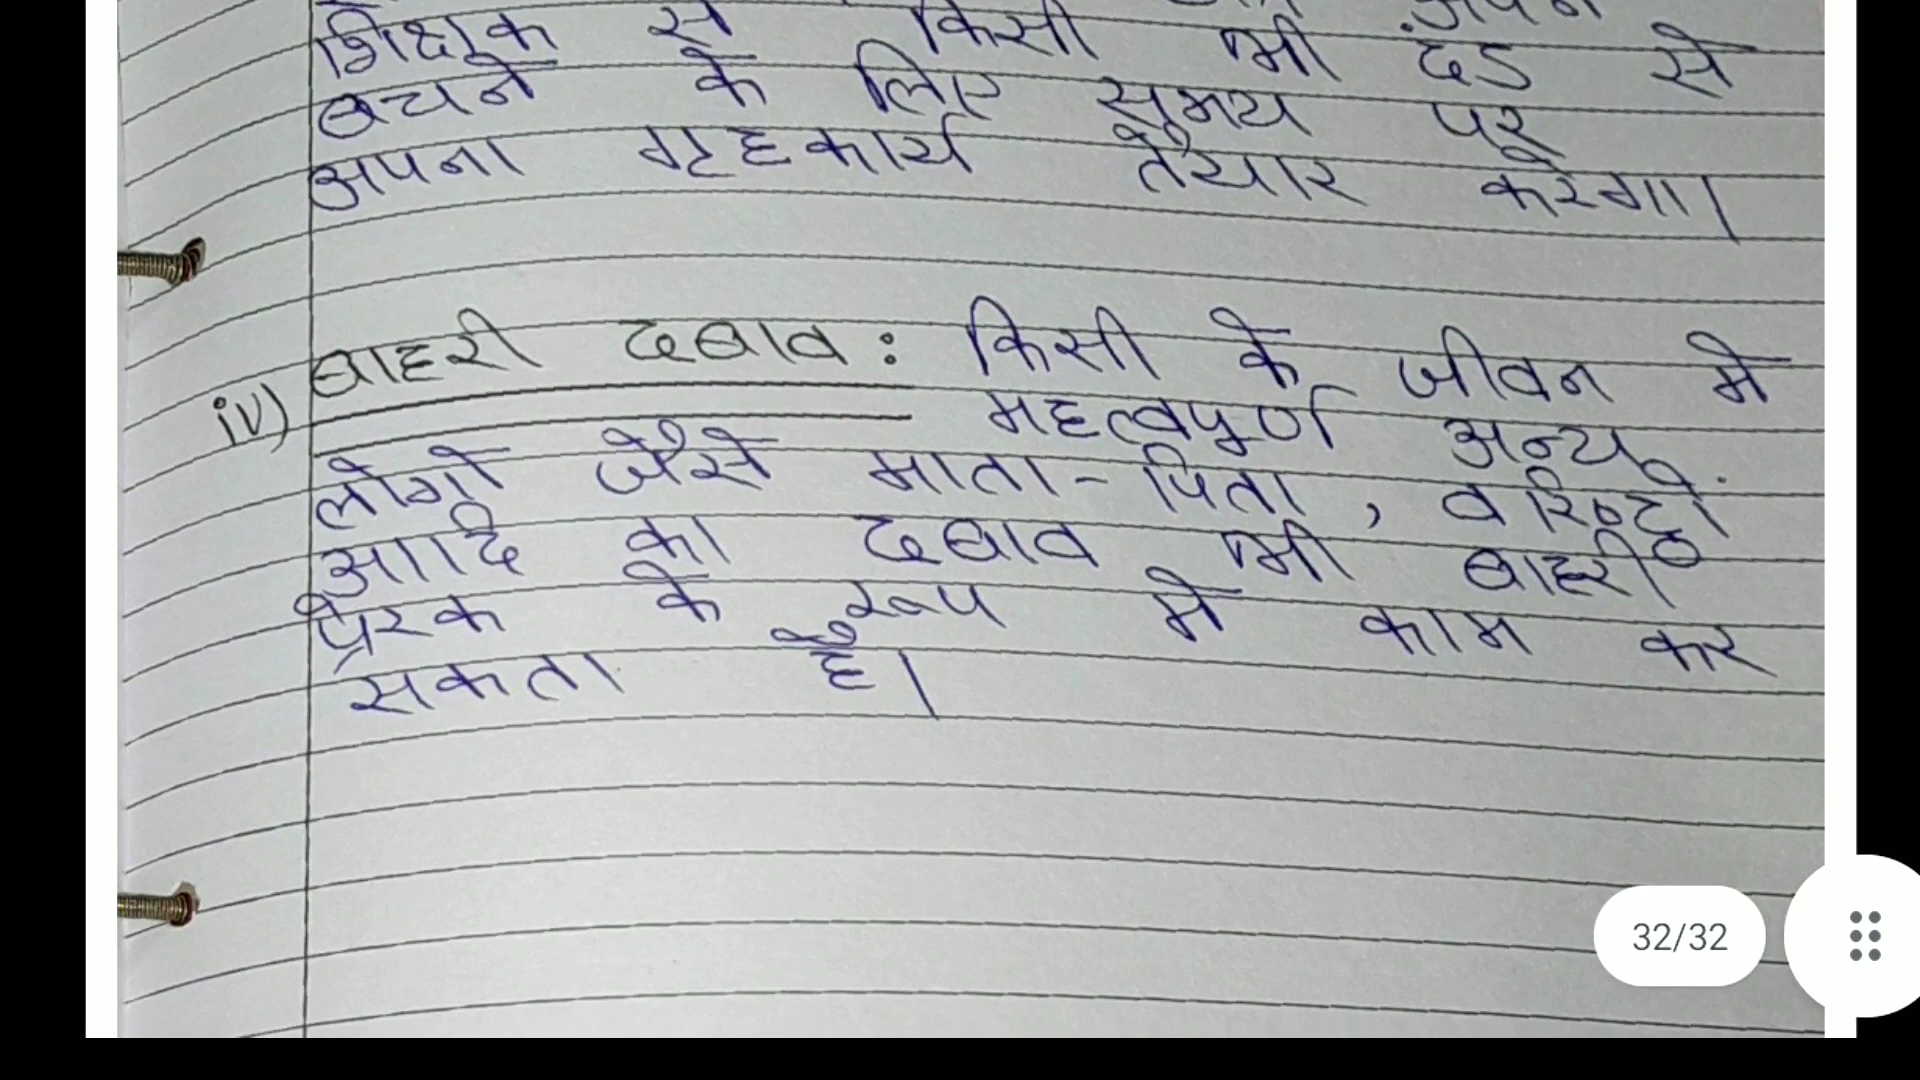 अपने
शिक्षक से किसी भी दंड से
बचने के लिए समय पर
अपना गृहकार्य तैयार करेगा।
iv) बाहरी दबाव : किसी के जीवन में
महत्वपूर्ण अन्य
लोगों जैसे माता-पिता, वरिष्ठों
आदि का दबाव भी बाहरी
प्रेरक के रूप में काम कर
सकता है।
32/32